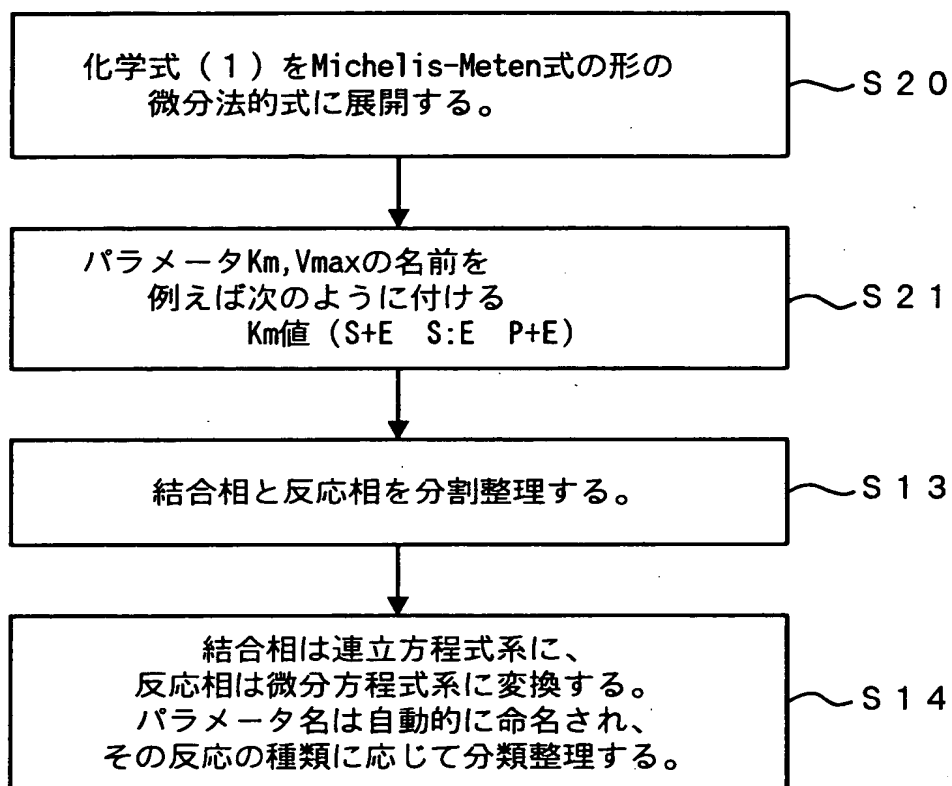 化学式（１）をMichelis-Meten式の形の
微分法的式に展開する。
Ｓ２０
パラメータKm,Vmaxの名前を
例えば次のように付ける
Km値（S+E　S:E　P+E）
Ｓ２１
結合相と反応相を分割整理する。
Ｓ１３
結合相は連立方程式系に、
反応相は微分方程式系に変換する。
パラメータ名は自動的に命名され、
その反応の種類に応じて分類整理する。
Ｓ１４